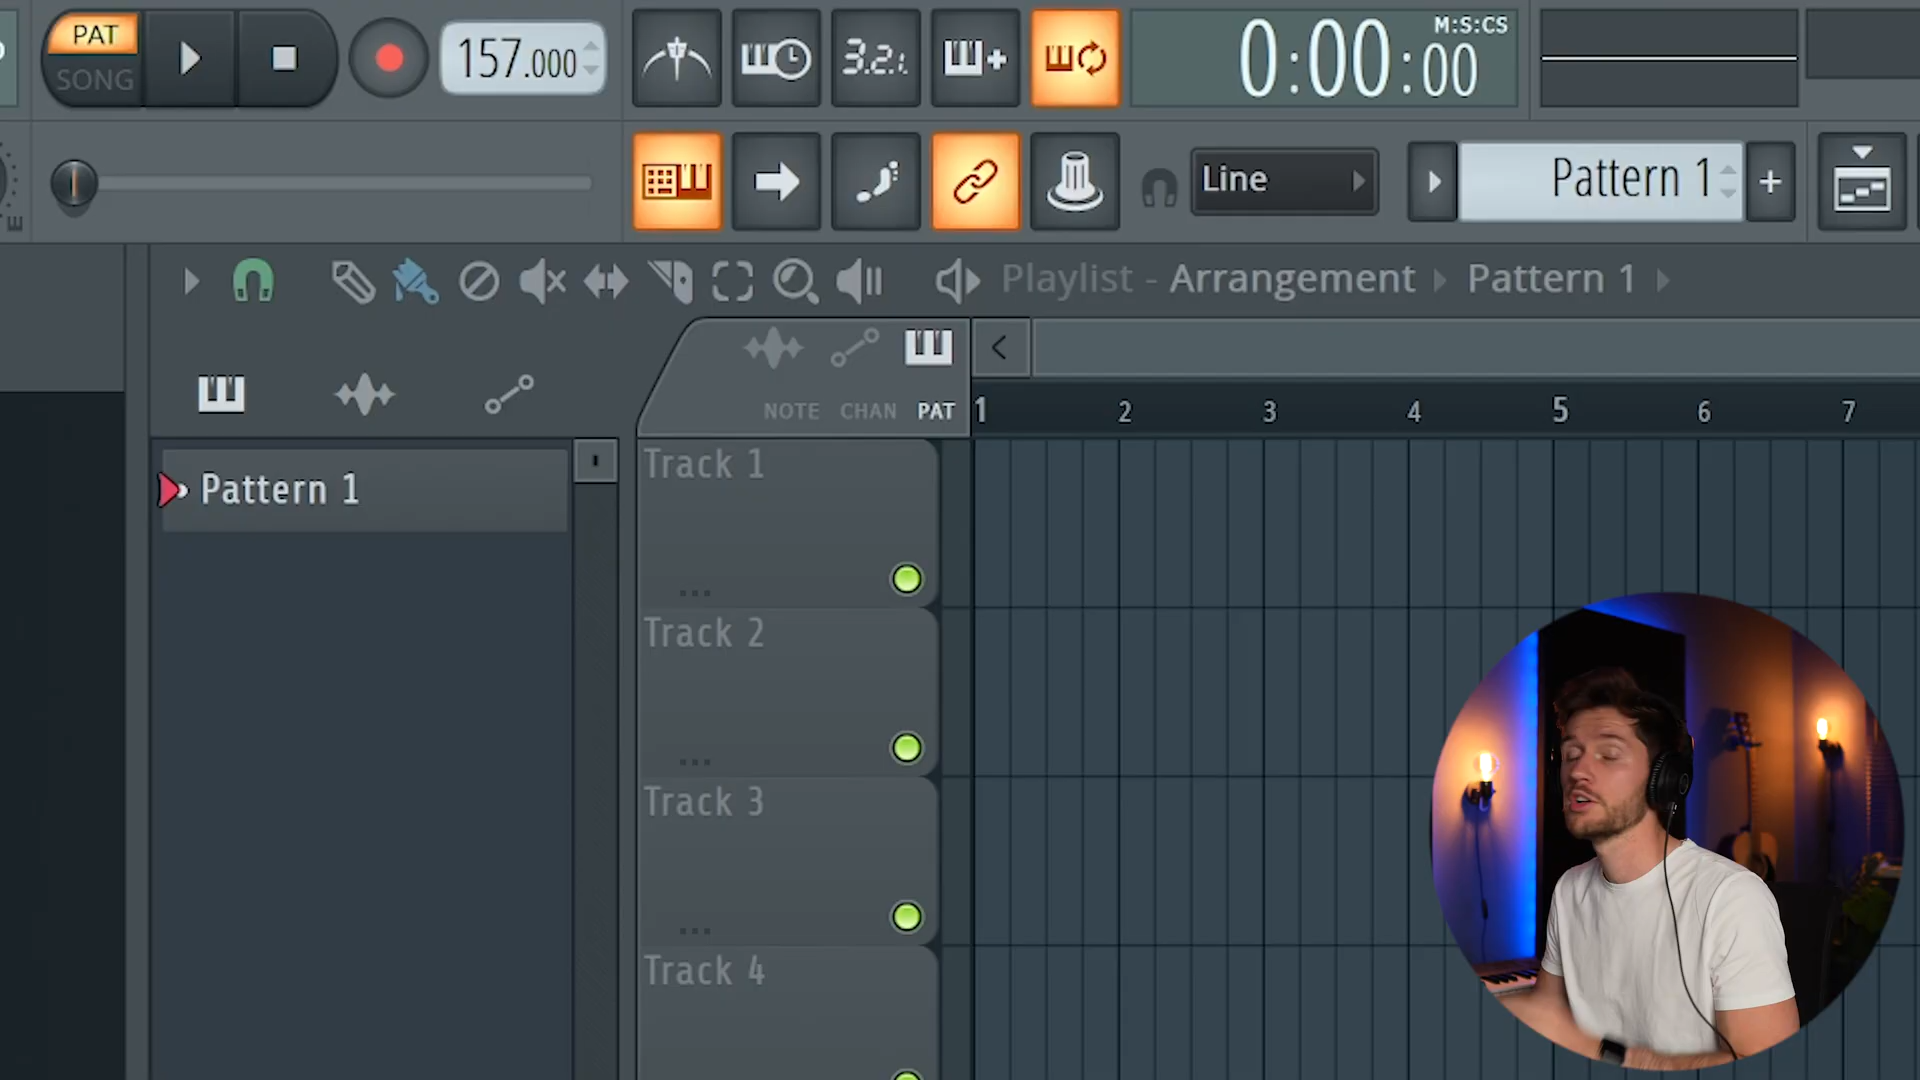 PAT
SONG
157.000
3.2.1
M:S:CS
0:00:00
Line
Pattern 1
+
Playlist - Arrangement
Pattern 1
NOTE CHAN PAT
1 2 3 4 5 6 7
Pattern 1
Track 1
...
Track 2
...
Track 3
...
Track 4